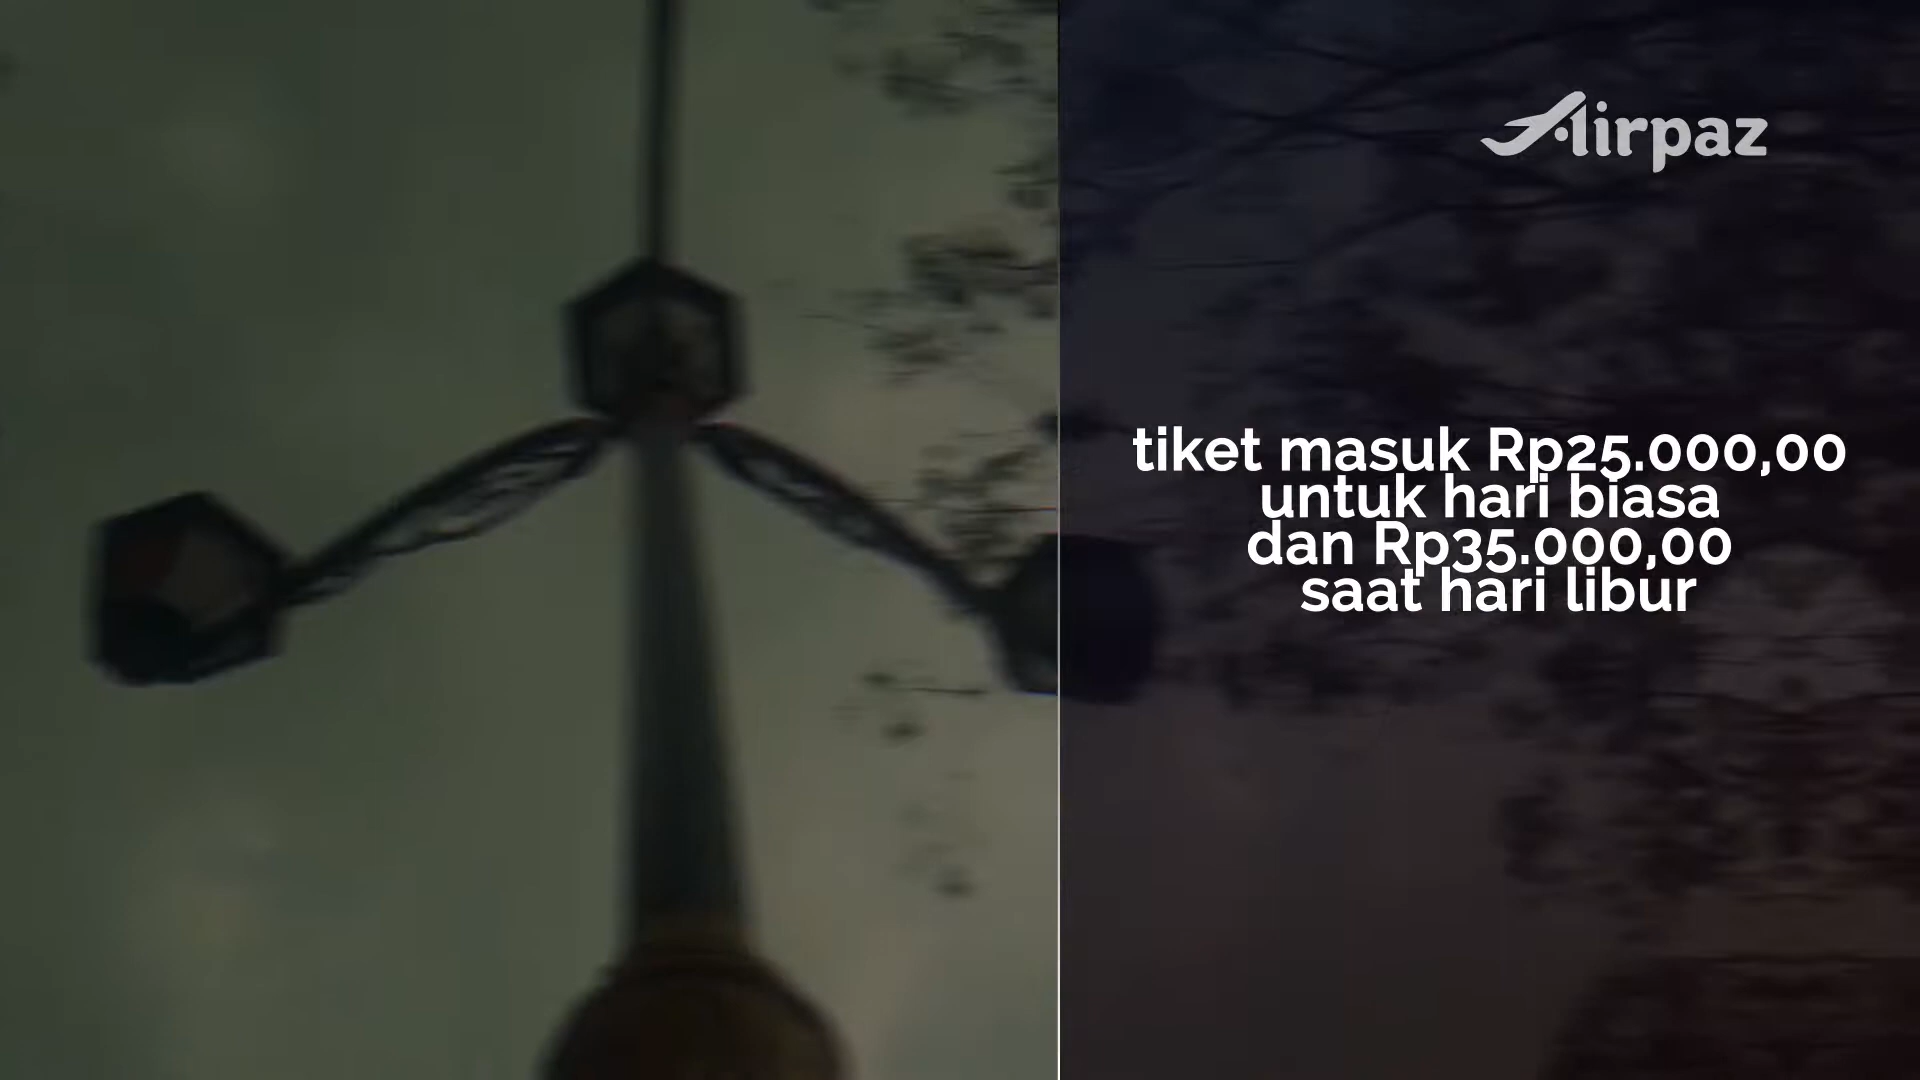 Airpaz
tiket masuk Rp25.000,00
untuk hari biasa
dan Rp35.000,00
saat hari libur